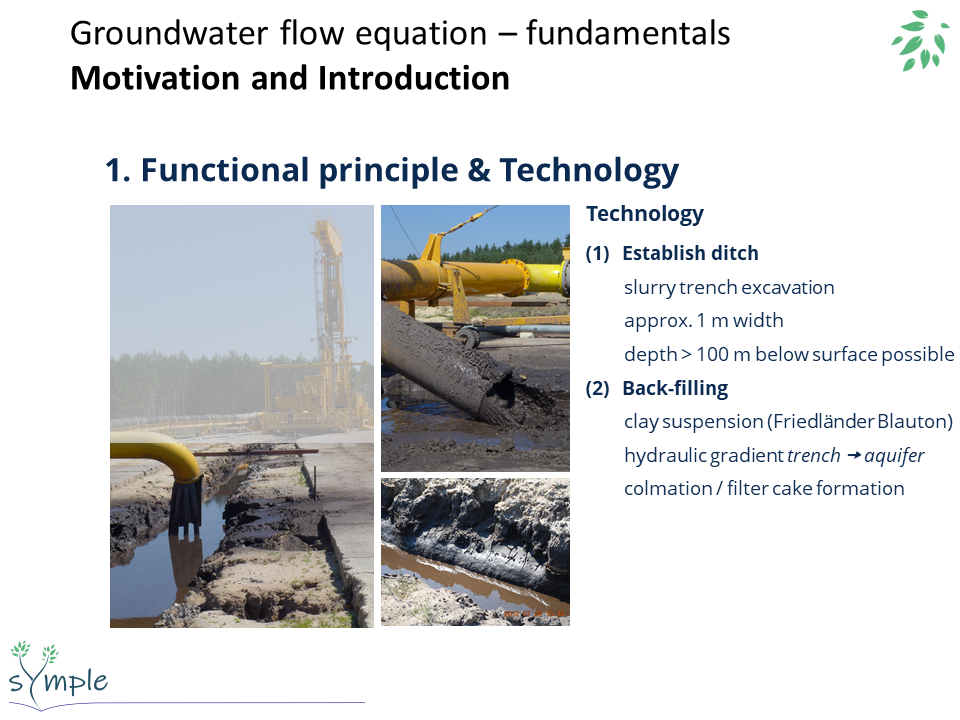 Groundwater flow equation – fundamentals
Motivation and Introduction
1. Functional principle & Technology
Technology
(1) Establish ditch
slurry trench excavation
approx. 1 m width
depth > 100 m below surface possible
(2) Back-filling
clay suspension (Friedländer Blauton)
hydraulic gradient trench → aquifer
colmation / filter cake formation
sYmple